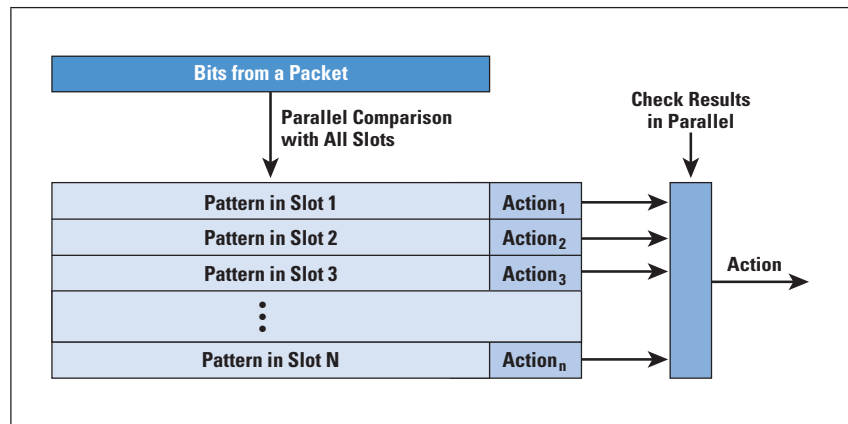 Bits from a Packet
Parallel Comparison
with All Slots
Check Results
in Parallel
Pattern in Slot 1 Action1
Pattern in Slot 2 Action2
Pattern in Slot 3 Action3
Action
Pattern in Slot N Actionn